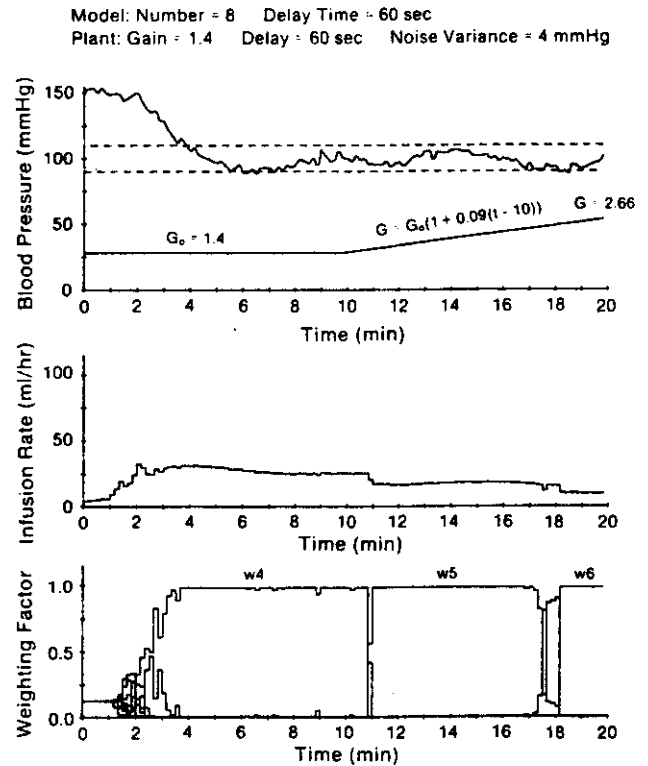 Model: Number = 8 Delay Time = 60 sec
Plant: Gain = 1.4 Delay = 60 sec Noise Variance = 4 mmHg
Blood Pressure (mmHg)
150
100
50
0
G₀ = 1.4
G = G₀(1 + 0.09(t - 10))
G = 2.66
0 2 4 6 8 10 12 14 16 18 20
Time (min)
Infusion Rate (ml/hr)
100
50
0
0 2 4 6 8 10 12 14 16 18 20
Time (min)
Weighting Factor
1.0
0.5
0.0
w4
w5
w6
0 2 4 6 8 10 12 14 16 18 20
Time (min)